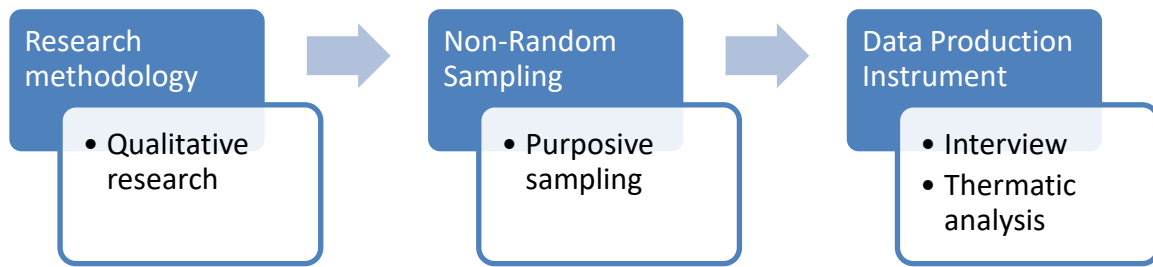 Research
methodology
• Qualitative
research
Non-Random
Sampling
• Purposive
sampling
Data Production
Instrument
• Interview
• Thermatic
analysis